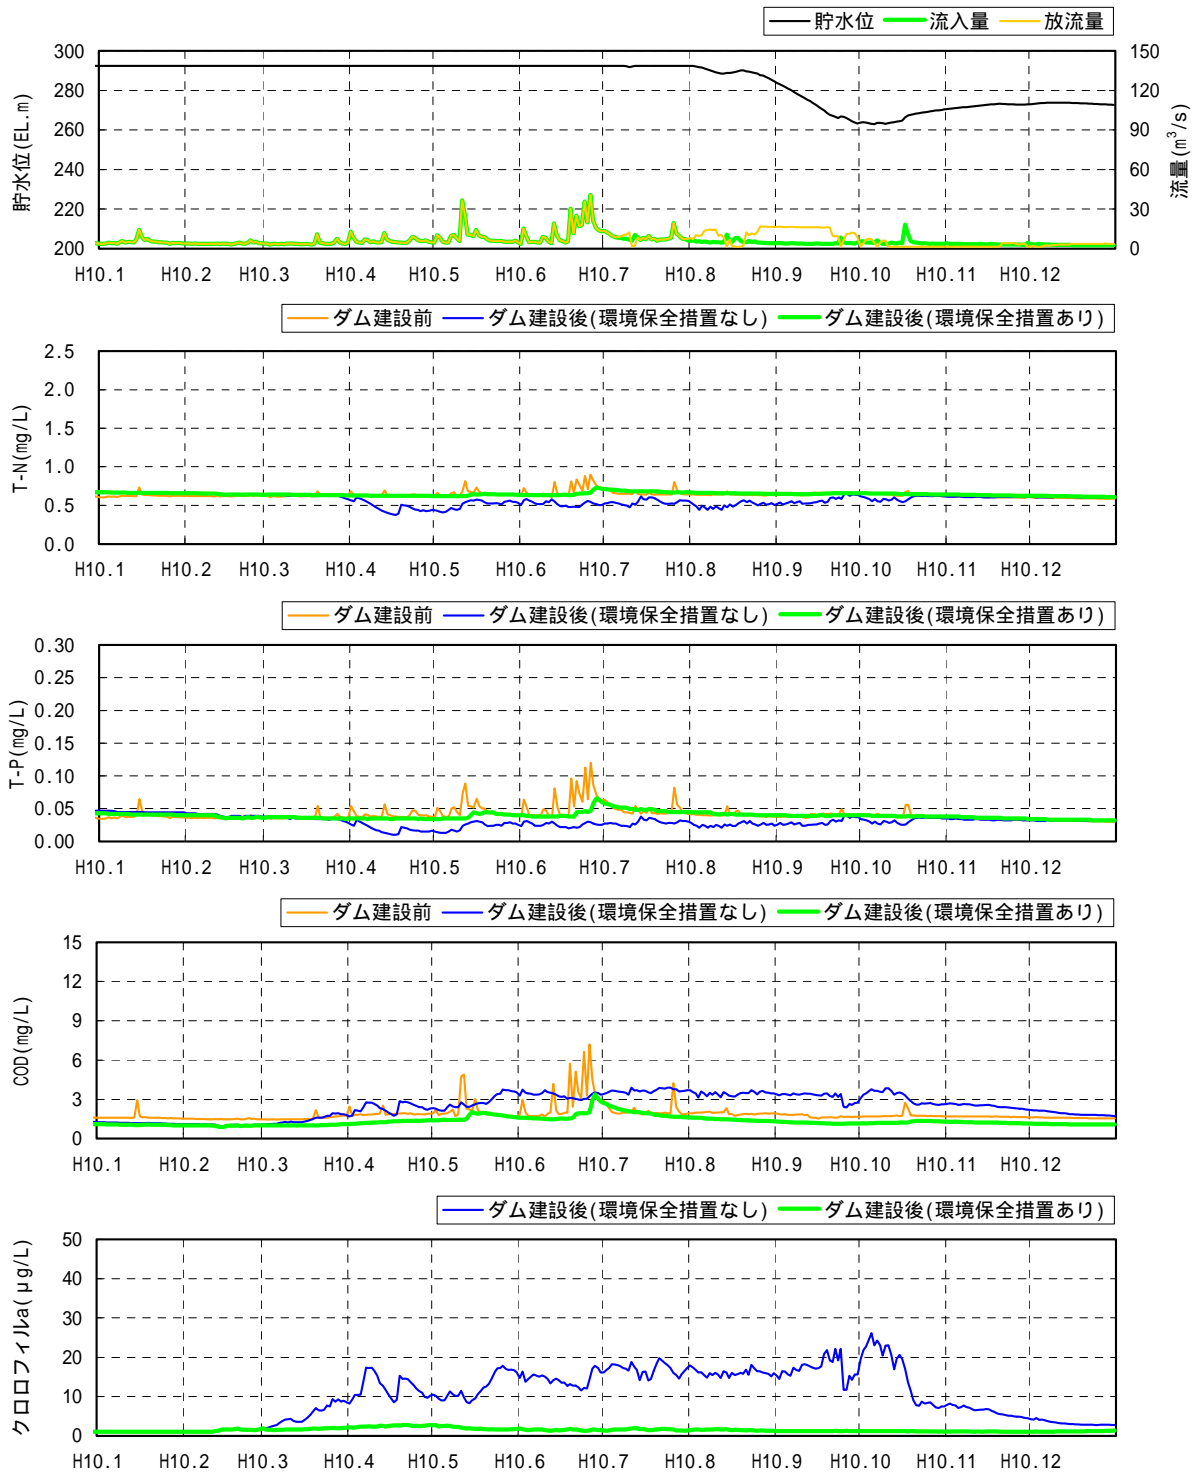 貯水位 流入量 放流量
貯水位(EL.m)
300
280
260
240
220
200
150
120
90
60
30
0
流量(m³/s)
H10.1 H10.2 H10.3 H10.4 H10.5 H10.6 H10.7 H10.8 H10.9 H10.10 H10.11 H10.12
ダム建設前 ダム建設後(環境保全措置なし) ダム建設後(環境保全措置あり)
T-N(mg/L)
2.5
2.0
1.5
1.0
0.5
0.0
H10.1 H10.2 H10.3 H10.4 H10.5 H10.6 H10.7 H10.8 H10.9 H10.10 H10.11 H10.12
ダム建設前 ダム建設後(環境保全措置なし) ダム建設後(環境保全措置あり)
T-P(mg/L)
0.30
0.25
0.20
0.15
0.10
0.05
0.00
H10.1 H10.2 H10.3 H10.4 H10.5 H10.6 H10.7 H10.8 H10.9 H10.10 H10.11 H10.12
ダム建設前 ダム建設後(環境保全措置なし) ダム建設後(環境保全措置あり)
COD(mg/L)
15
12
9
6
3
0
H10.1 H10.2 H10.3 H10.4 H10.5 H10.6 H10.7 H10.8 H10.9 H10.10 H10.11 H10.12
ダム建設後(環境保全措置なし) ダム建設後(環境保全措置あり)
クロロフィルa(μg/L)
50
40
30
20
10
0
H10.1 H10.2 H10.3 H10.4 H10.5 H10.6 H10.7 H10.8 H10.9 H10.10 H10.11 H10.12